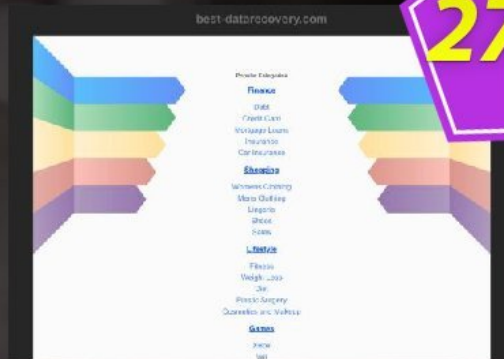 best-datarecovery.com
27
Popular Categories
Finance
Debt
Credit Card
Mortgage Loans
Insurance
Car Insurance
Shopping
Womens Clothing
Mens Clothing
Lingerie
Shoes
Lifestyle
Fitness
Weight Loss
Diet
Plastic Surgery
Cosmetics and Makeup
Games